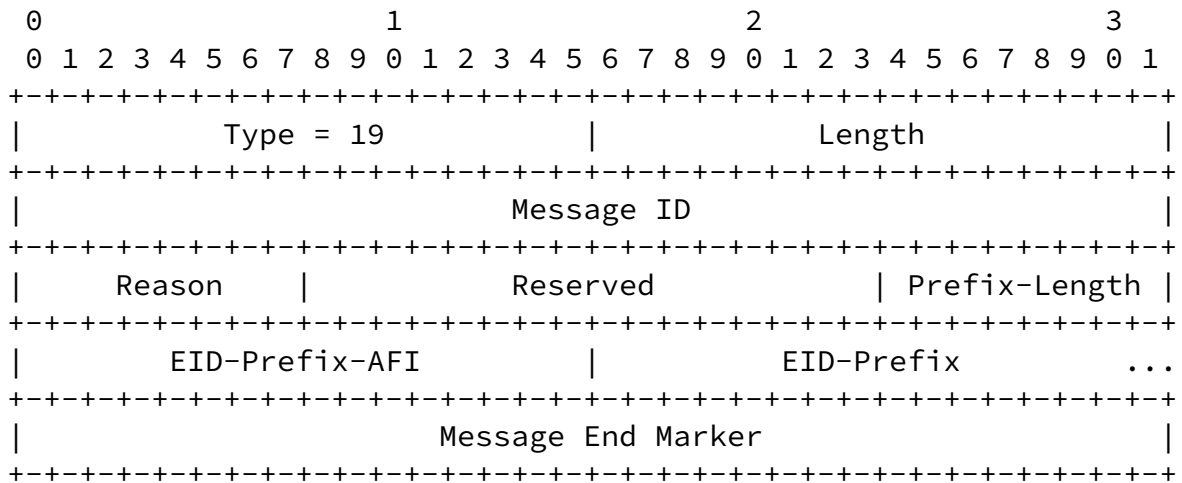 0                   1                   2                   3
 0 1 2 3 4 5 6 7 8 9 0 1 2 3 4 5 6 7 8 9 0 1 2 3 4 5 6 7 8 9 0 1
+-+-+-+-+-+-+-+-+-+-+-+-+-+-+-+-+-+-+-+-+-+-+-+-+-+-+-+-+-+-+-+-+
|           Type = 19           |            Length             |
+-+-+-+-+-+-+-+-+-+-+-+-+-+-+-+-+-+-+-+-+-+-+-+-+-+-+-+-+-+-+-+-+
|                          Message ID                           |
+-+-+-+-+-+-+-+-+-+-+-+-+-+-+-+-+-+-+-+-+-+-+-+-+-+-+-+-+-+-+-+-+
|     Reason    |           Reserved            | Prefix-Length |
+-+-+-+-+-+-+-+-+-+-+-+-+-+-+-+-+-+-+-+-+-+-+-+-+-+-+-+-+-+-+-+-+
|        EID-Prefix-AFI         |          EID-Prefix         ...
+-+-+-+-+-+-+-+-+-+-+-+-+-+-+-+-+-+-+-+-+-+-+-+-+-+-+-+-+-+-+-+-+
|                      Message End Marker                       |
+-+-+-+-+-+-+-+-+-+-+-+-+-+-+-+-+-+-+-+-+-+-+-+-+-+-+-+-+-+-+-+-+